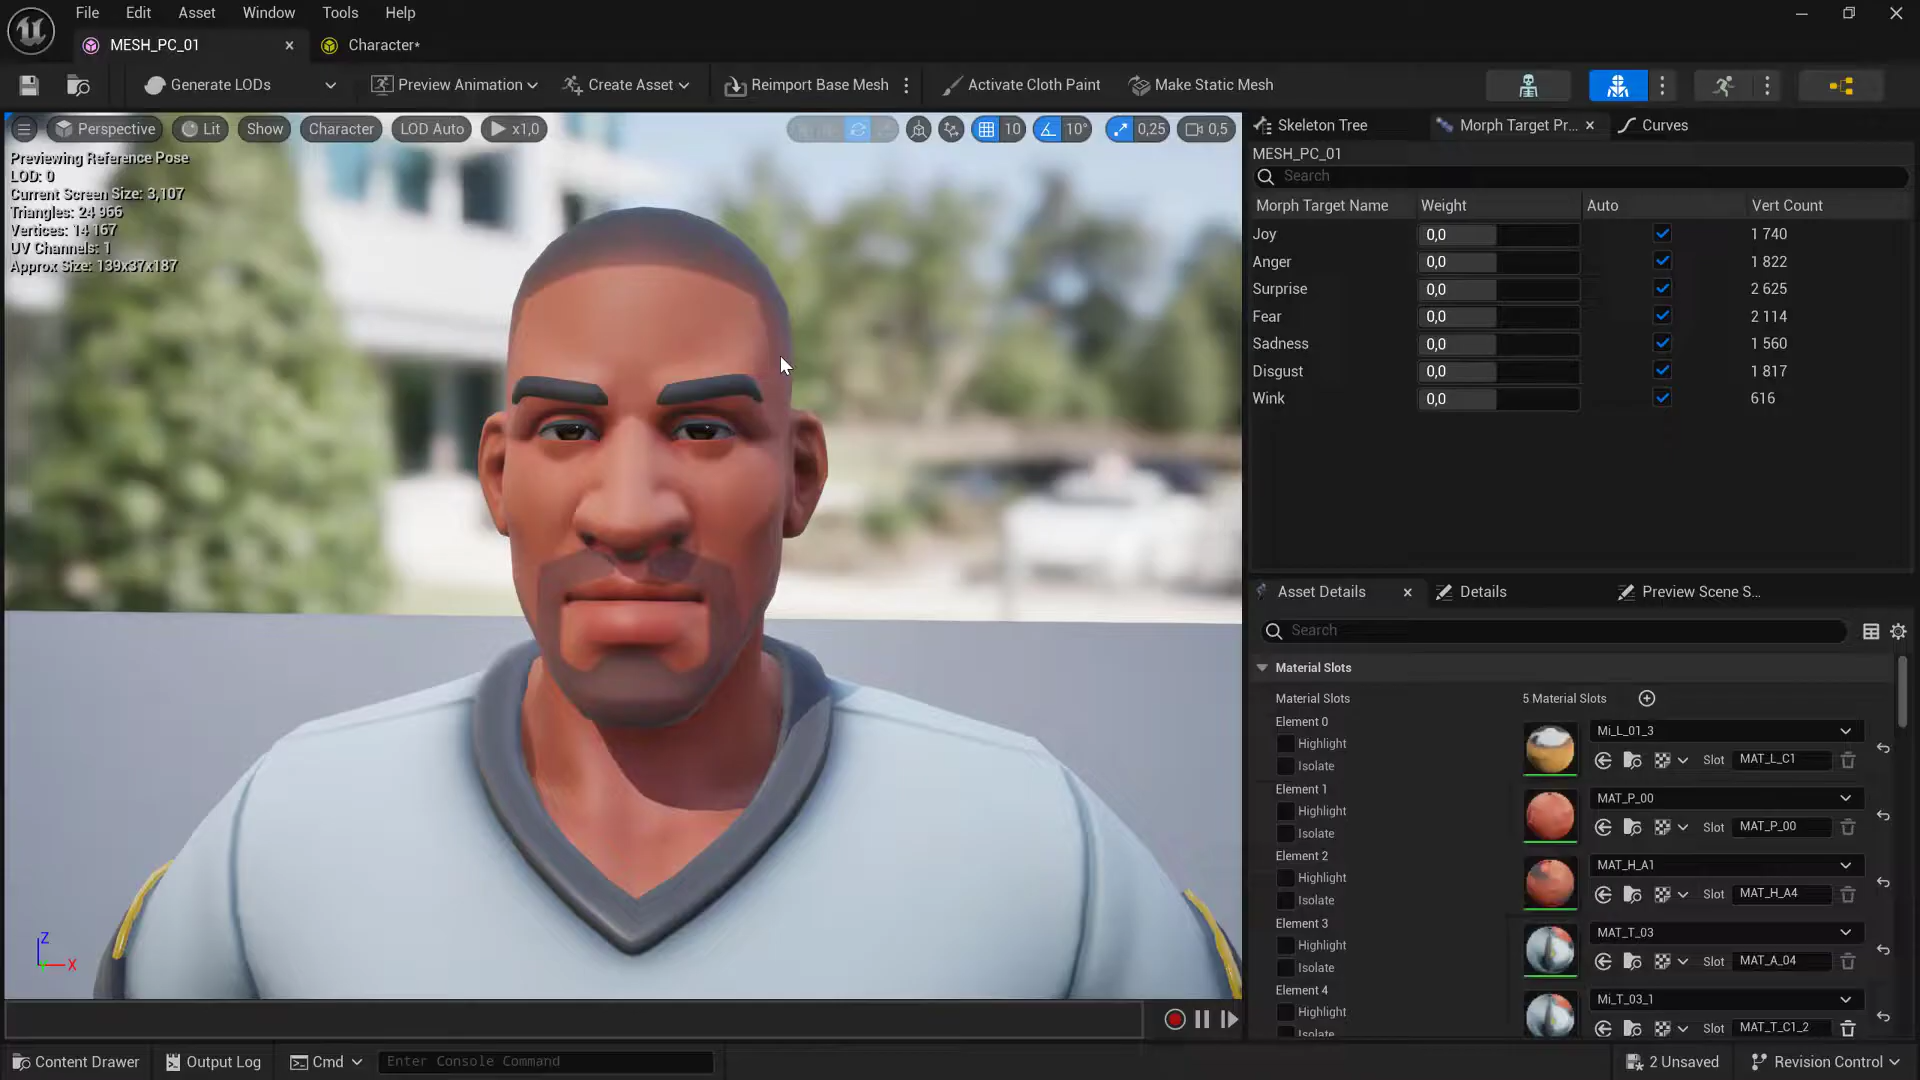 File Edit Asset Window Tools Help
MESH_PC_01 Character*
Generate LODs Preview Animation Create Asset Reimport Base Mesh Activate Cloth Paint Make Static Mesh
Perspective Lit Show Character LOD Auto x1,0 10 10° 0,25 0,5
Previewing Reference Pose
LOD: 0
Current Screen Size: 3,107
Triangles: 24 966
Vertices: 14 167
UV Channels: 1
Approx Size: 139x37x187
Z
X
Skeleton Tree Morph Target Pr... Curves
MESH_PC_01
Search
Morph Target Name Weight Auto Vert Count
Joy 0,0 1 740
Anger 0,0 1 822
Surprise 0,0 2 625
Fear 0,0 2 114
Sadness 0,0 1 560
Disgust 0,0 1 817
Wink 0,0 616
Asset Details Details Preview Scene S...
Search
Material Slots
Material Slots 5 Material Slots
Element 0 Mi_L_01_3
Highlight
Isolate Slot MAT_L_C1
Element 1 MAT_P_00
Highlight
Isolate Slot MAT_P_00
Element 2 MAT_H_A1
Highlight
Isolate Slot MAT_H_A4
Element 3 MAT_T_03
Highlight
Isolate Slot MAT_A_04
Element 4 Mi_T_03_1
Highlight
Isolate Slot MAT_T_C1_2
Content Drawer Output Log Cmd Enter Console Command 2 Unsaved Revision Control